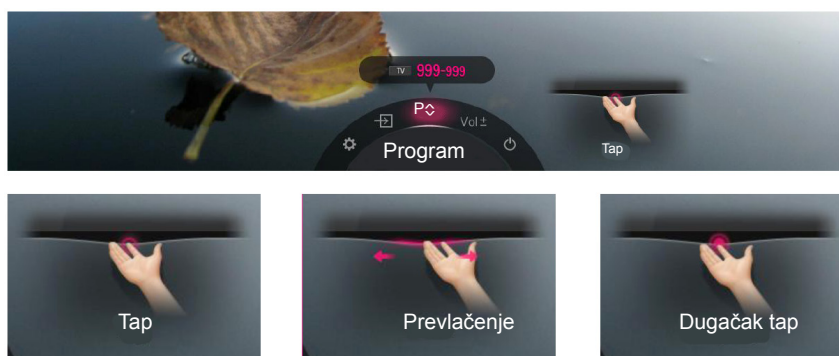 TV 999-999
P
Vol ±
Program
Tap
Tap
Prevlačenje
Dugačak tap